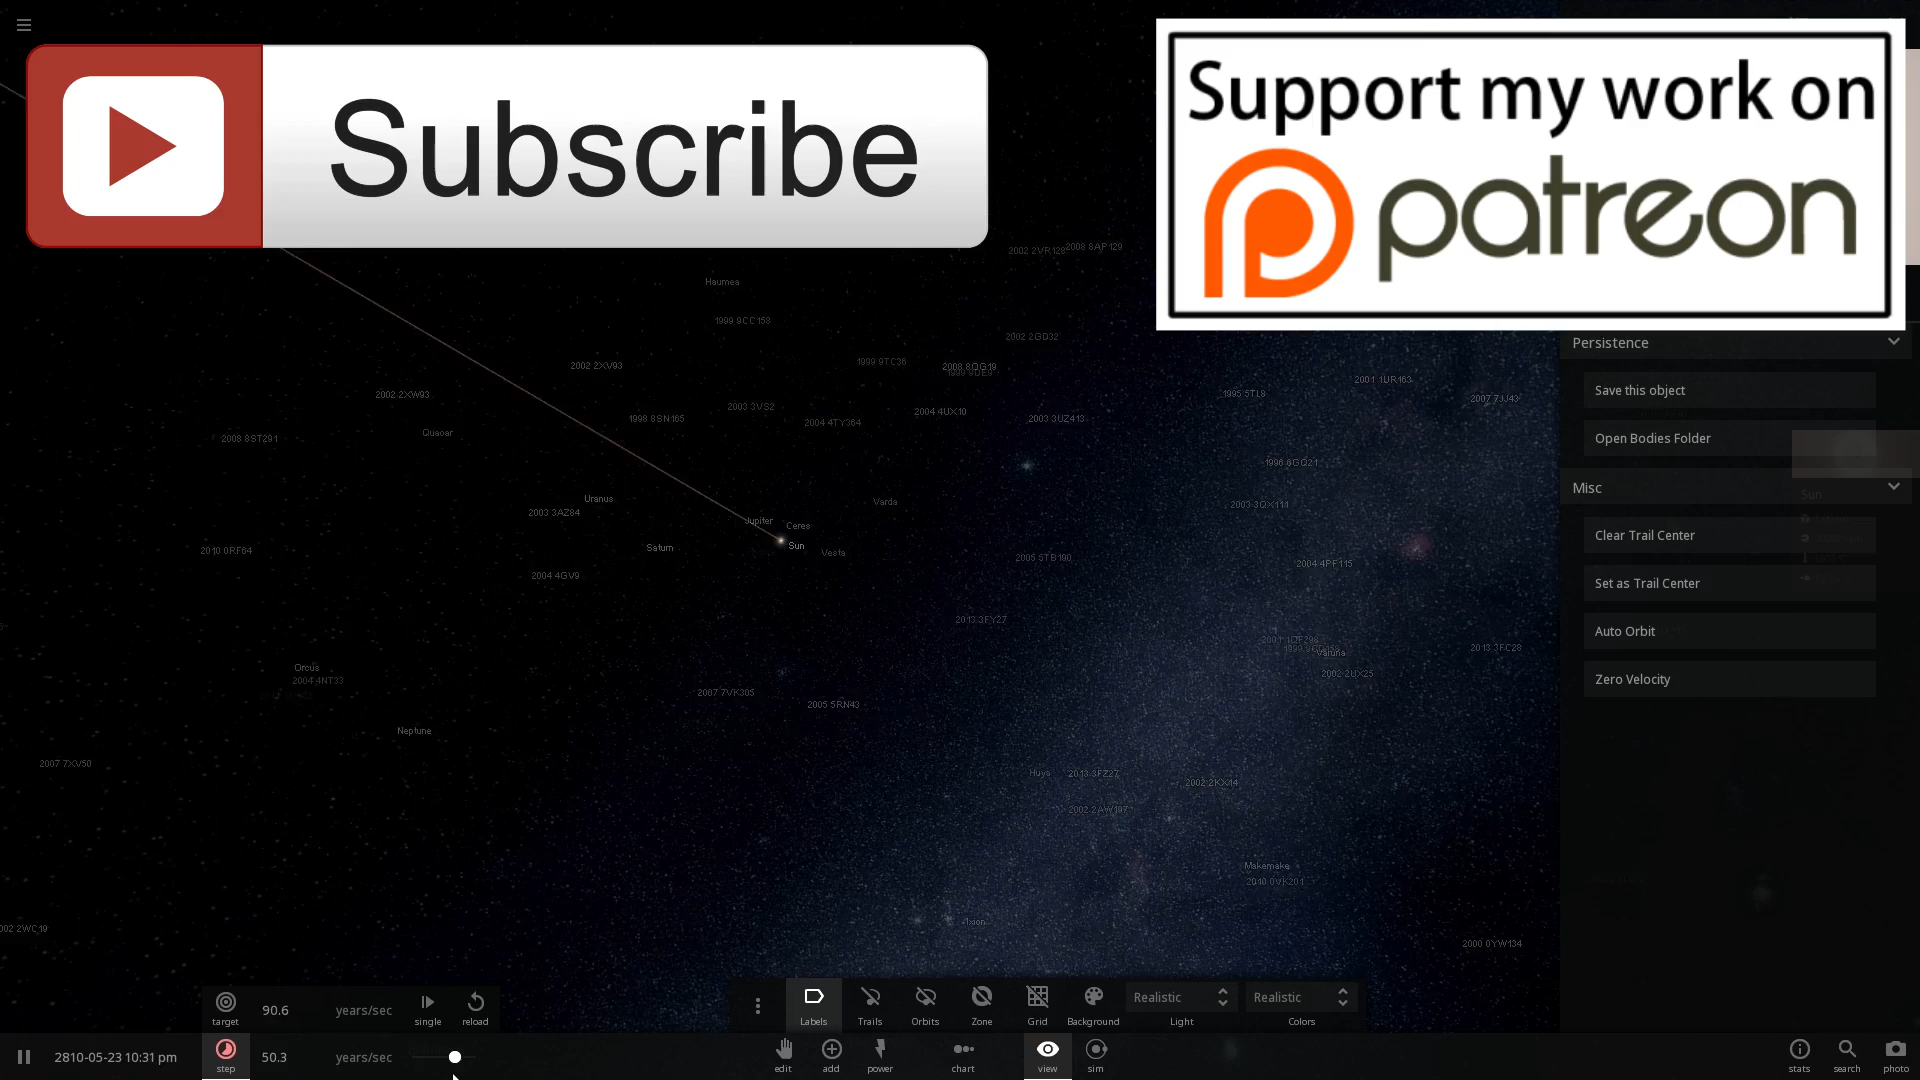 Subscribe
Support my work on
patreon
2002 2VR128
2008 8AP129
Haumea
1999 9CC158
2002 2GD32
2002 2XV93
1999 9TC36
2008 8OG19
2001 1UR163
2002 2XW93
1995 5TL8
2007 7JJ43
2003 3VS2
2004 4UX10
1998 8SN165
2004 4TY364
2003 3UZ413
Quaoar
2008 8ST291
1996 6GQ21
Uranus
Varda
2003 3QX111
2003 3AZ84
Jupiter
Ceres
Sun
Saturn
Vesta
2010 0RF64
2005 5TB190
2004 4PF115
2004 4GV9
2013 3FY27
Varuna
2013 3FC28
Orcus
2004 4NT33
2002 2UX25
2007 7VK305
2005 5RN43
Neptune
2007 7XV50
Huya
2013 3FZ27
2002 2KX14
2002 2AW197
Makemake
2010 0VK201
Ixion
2000 0YW134
Persistence
Save this object
Open Bodies Folder
Misc
Sun
Clear Trail Center
Set as Trail Center
Auto Orbit
Zero Velocity
target
90.6
years/sec
single
reload
Labels
Trails
Orbits
Zone
Grid
Background
Realistic
Light
Realistic
Colors
2810-05-23 10:31 pm
step
50.3
years/sec
edit
add
power
chart
view
sim
stats
search
photo